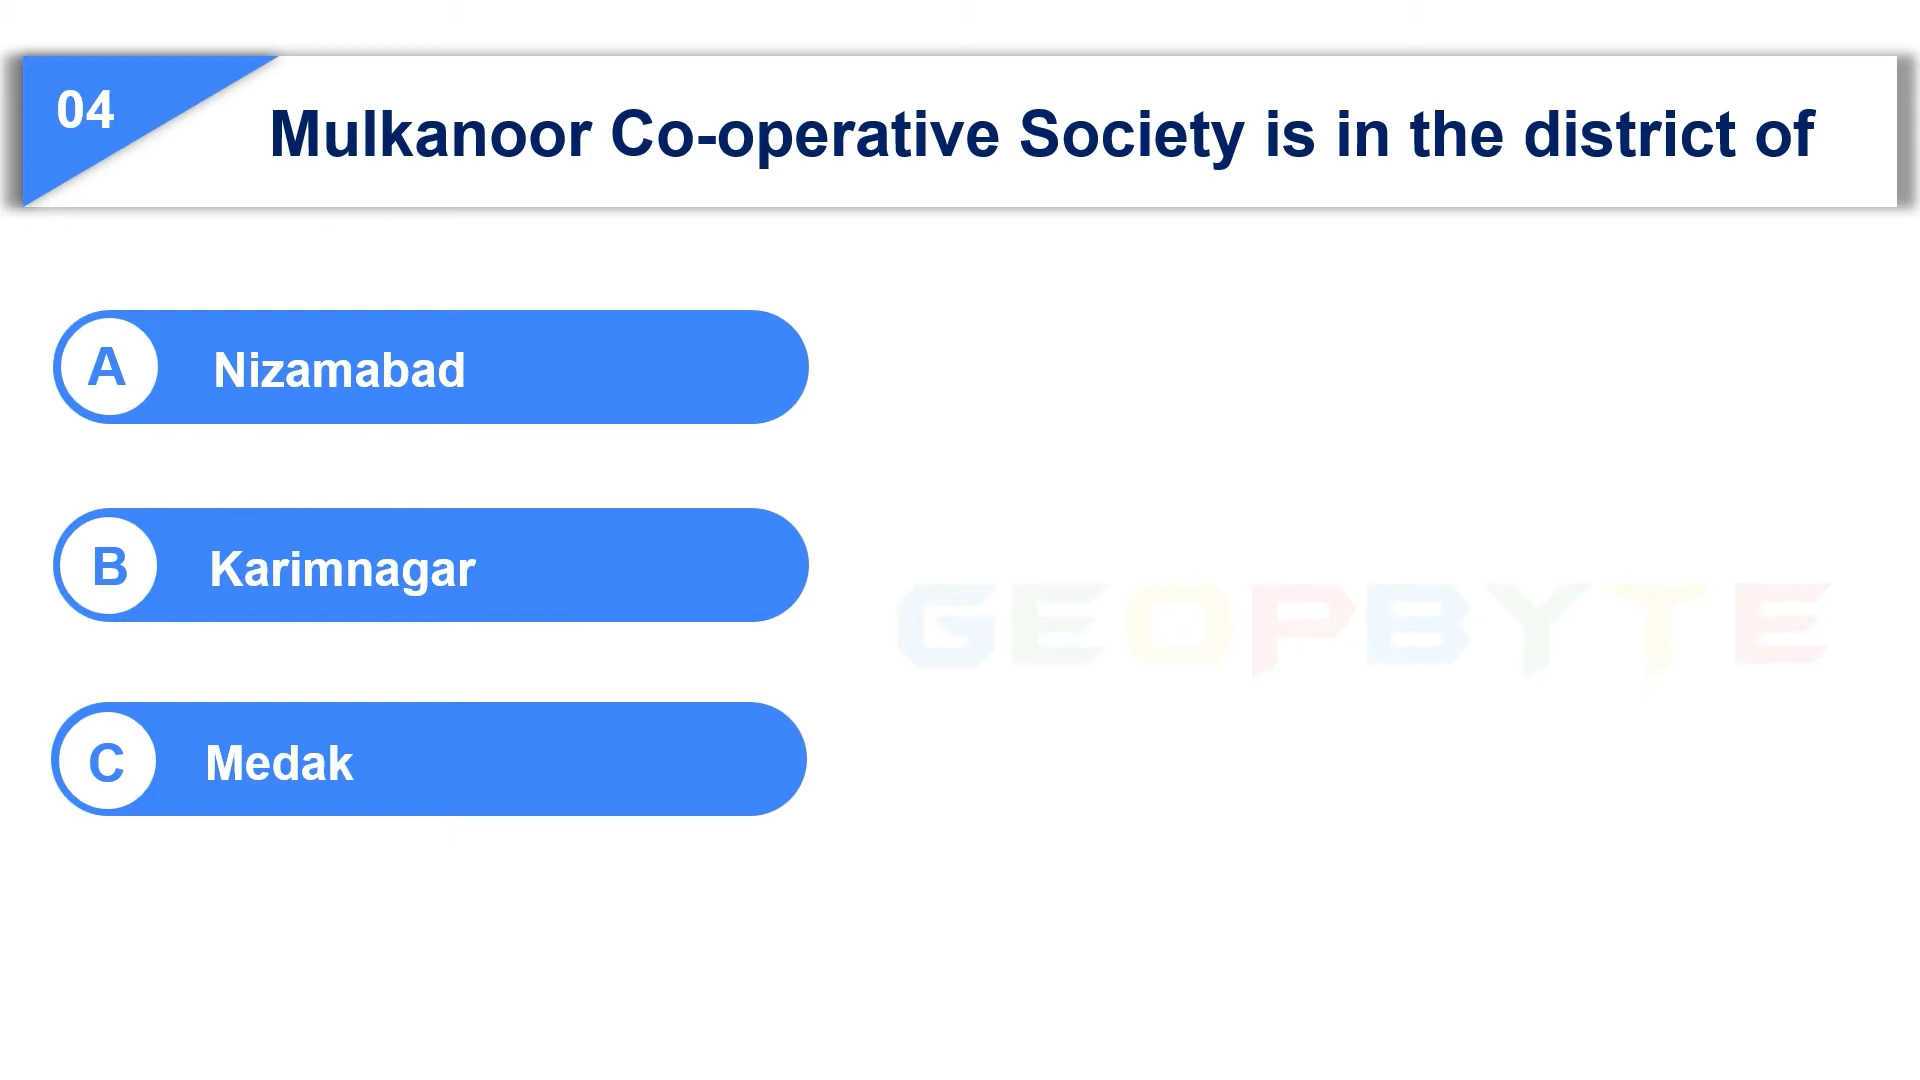 04
Mulkanoor Co-operative Society is in the district of
A Nizamabad
B Karimnagar
GEOPBYTE
C Medak